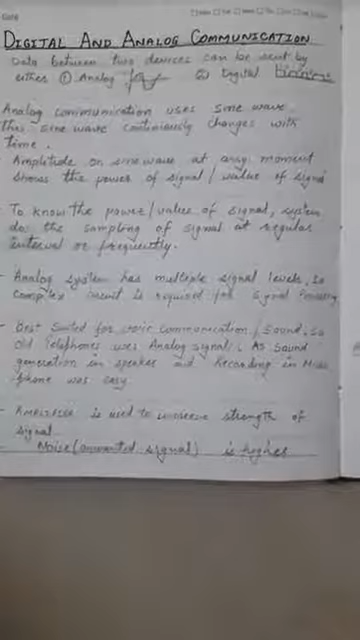 Date
DIGITAL AND ANALOG COMMUNICATION
Data between two devices can be sent by
either ① Analog ② Digital
Analog communication uses sine wave.
This sine wave continuously changes with
time.
- Amplitude on sinewave at any moment
shows the power of signal / value of signal
- To know the power/value of signal, system
do the sampling of signal at regular
interval or frequently.
- Analog system has multiple signal levels, so
complex circuit is required for signal
- Best Suited for voice communication / Sound, so
old telephones uses Analog signal. As sound
generation in speaker and Recording in
phone was easy
- Amplifier is used to strength of
signal
- Noise (unwanted signal) is higher